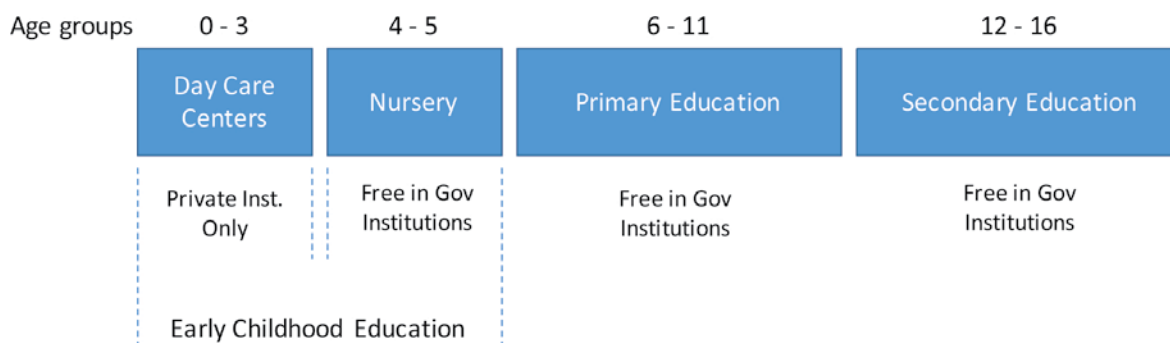 Age groups 0 - 3 4 - 5 6 - 11 12 - 16
Day Care
Centers
Nursery
Primary Education
Secondary Education
Private Inst.
Only
Free in Gov
Institutions
Free in Gov
Institutions
Free in Gov
Institutions
Early Childhood Education